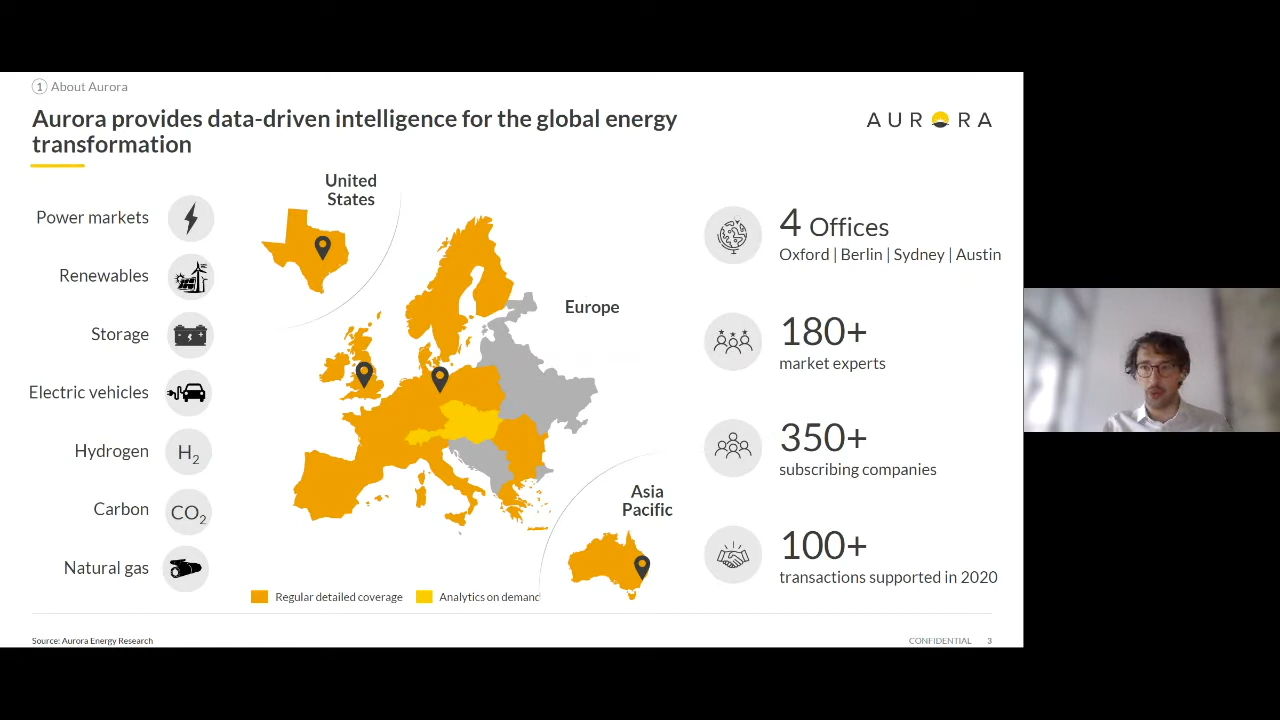 1 About Aurora
Aurora provides data-driven intelligence for the global energy
transformation
AURORA
Power markets
Renewables
Storage
Electric vehicles
Hydrogen
H2
Carbon
CO2
Natural gas
United
States
Europe
Asia
Pacific
Regular detailed coverage
Analytics on demand
4 Offices
Oxford | Berlin | Sydney | Austin
180+
market experts
350+
subscribing companies
100+
transactions supported in 2020
Source: Aurora Energy Research
CONFIDENTIAL 3